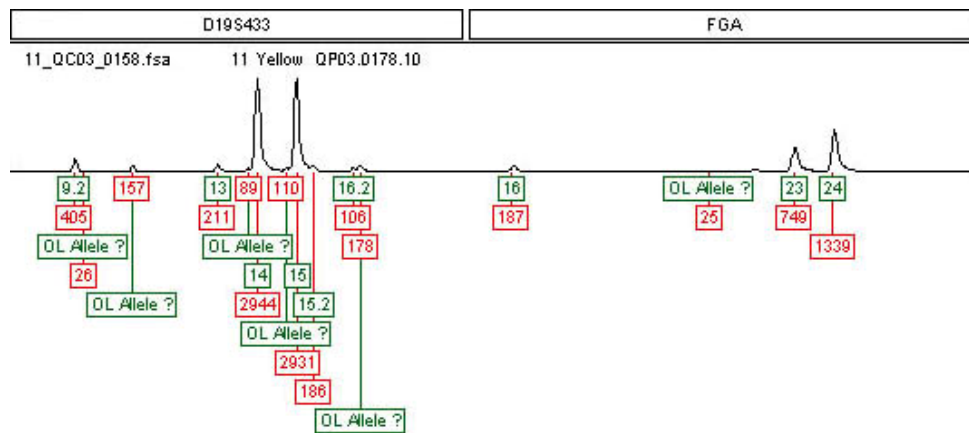 D19S433 FGA
11_QC03_0158.fsa 11 Yellow QP03.0178.10
9.2 157 13 89 110 16.2 16 OL Allele ? 23 24
405 211 106 187 25 749
OL Allele ? OL Allele ? 178 1339
26 14 15
OL Allele ? 2944 15.2
OL Allele ?
2931
186
OL Allele ?